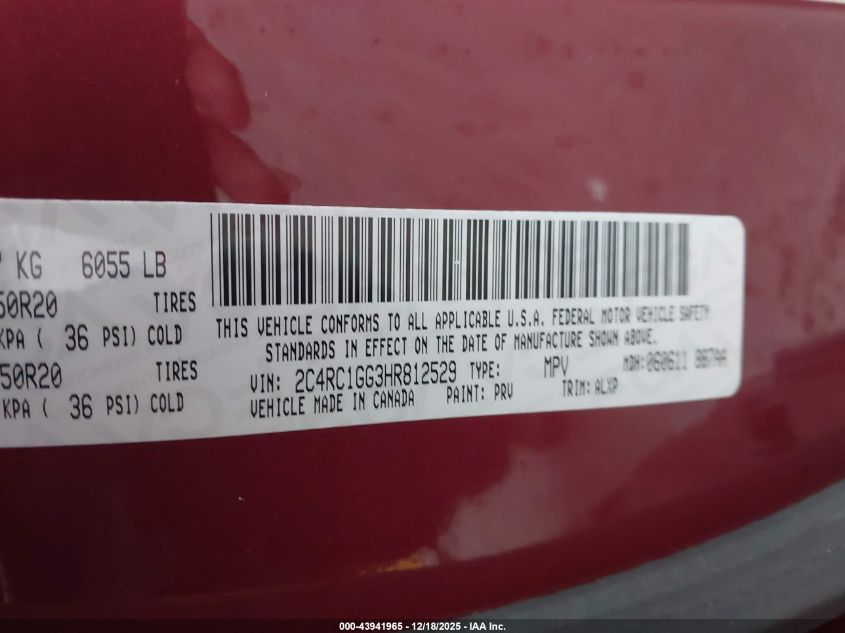 KG 6055 LB
50R20 TIRES
KPA ( 36 PSI) COLD
50R20 TIRES
KPA ( 36 PSI) COLD
THIS VEHICLE CONFORMS TO ALL APPLICABLE U.S.A. FEDERAL MOTOR VEHICLE SAFETY
STANDARDS IN EFFECT ON THE DATE OF MANUFACTURE SHOWN ABOVE.
VIN: 2C4RC1GG3HR812529 TYPE: MPV MDH: 060611
VEHICLE MADE IN CANADA PAINT: PRV TRIM: ALXP
000-43941965 - 12/18/2025 - IAA Inc.